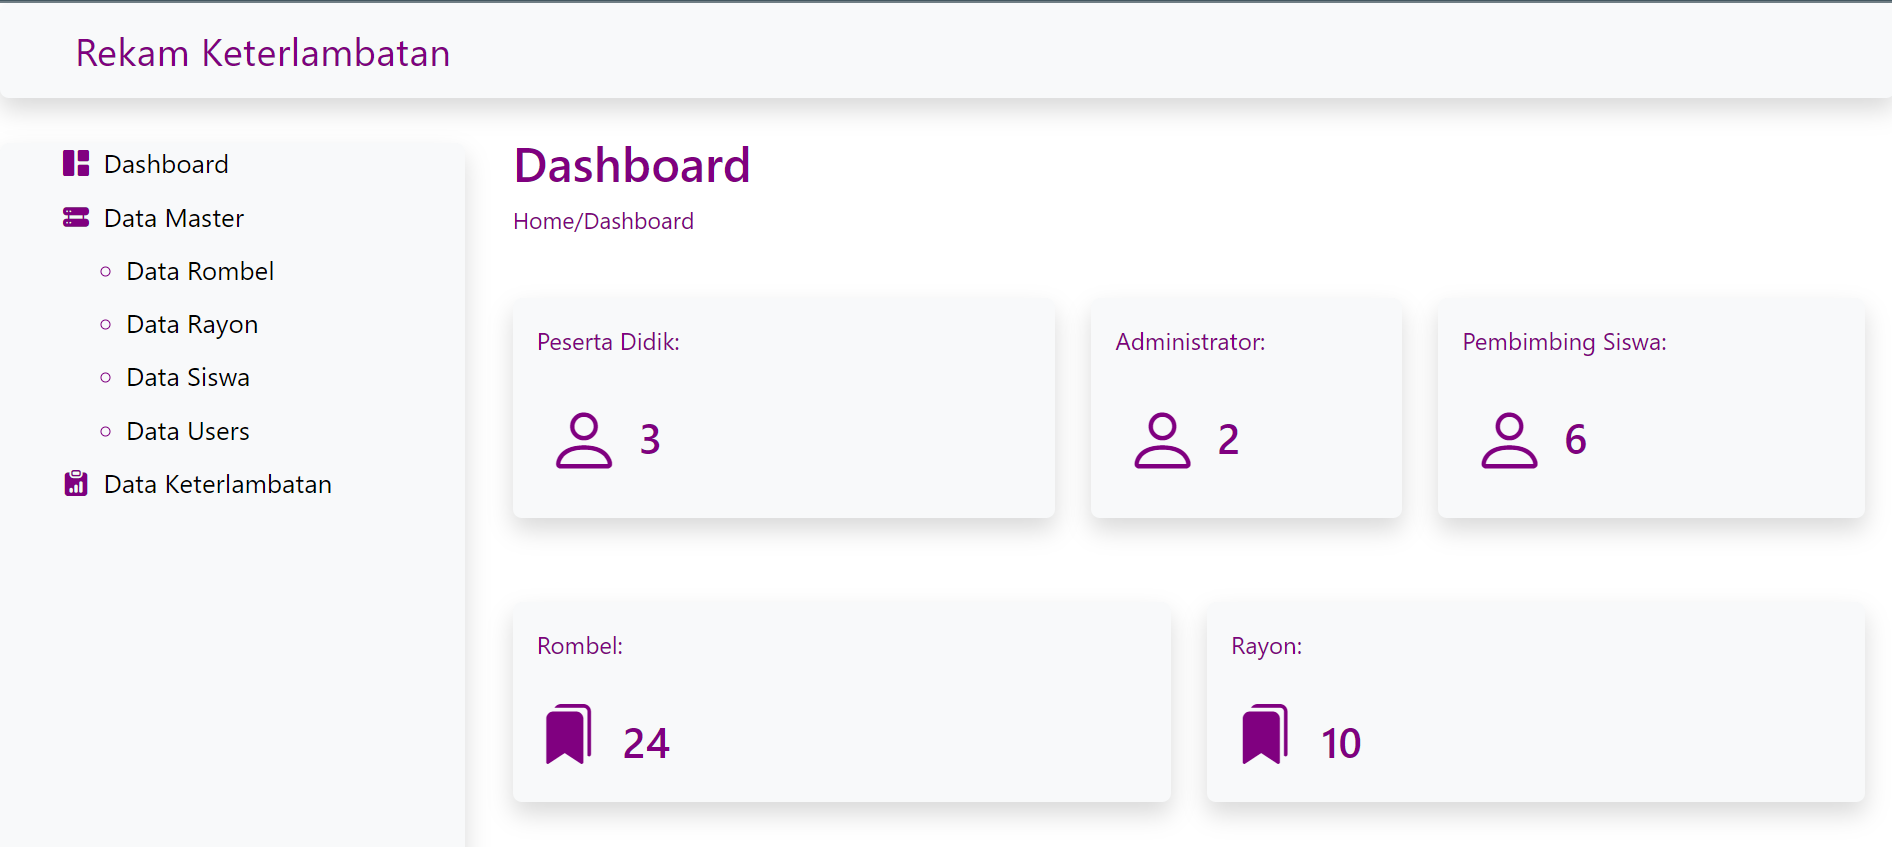 Rekam Keterlambatan
Dashboard
Data Master
Data Rombel
Data Rayon
Data Siswa
Data Users
Data Keterlambatan
Dashboard
Home/Dashboard
Peserta Didik:
3
Administrator:
2
Pembimbing Siswa:
6
Rombel:
24
Rayon:
10